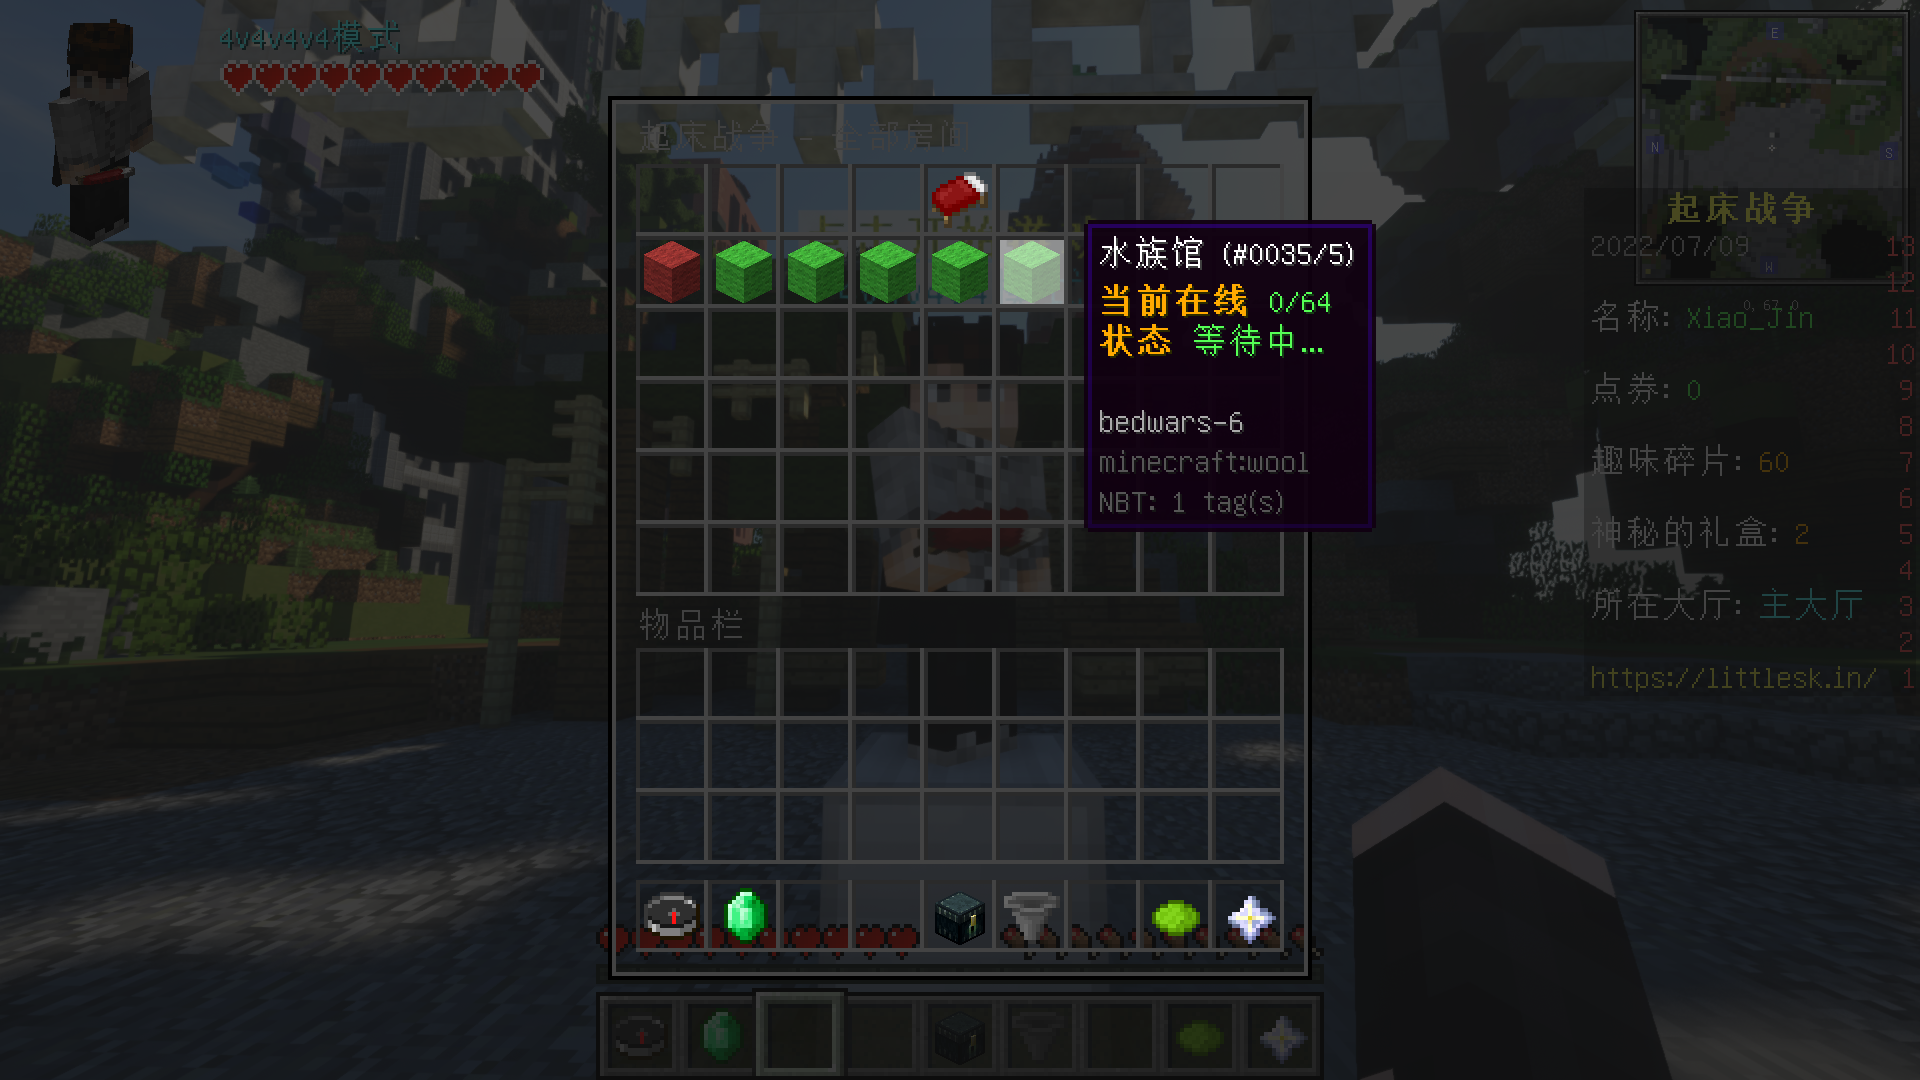 4v4v4v4模式
起床战争 - 全部房间
水族馆 (#0035/5)
当前在线 0/64
状态 等待中...
bedwars-6
minecraft:wool
NBT: 1 tag(s)
物品栏
E
N
S
W
0, 67, 0
起床战争
2022/07/09 13
12
名称: Xiao_Jin 11
10
点券: 0 9
8
趣味碎片: 60 7
6
神秘的礼盒: 2 5
4
所在大厅: 主大厅 3
2
https://littlesk.in/ 1